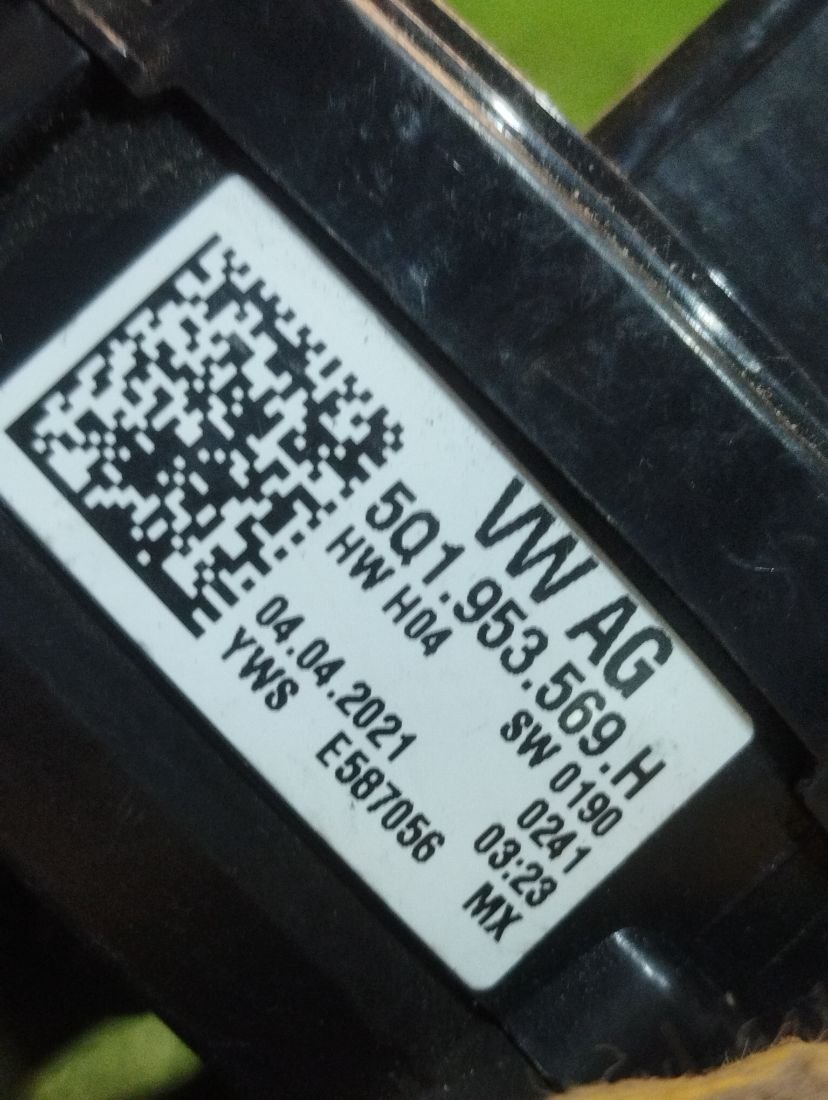 VW AG
5Q1.953.569.H
HW H04 SW 0190
0241
04.04.2021 03:23
YWS E587056 MX